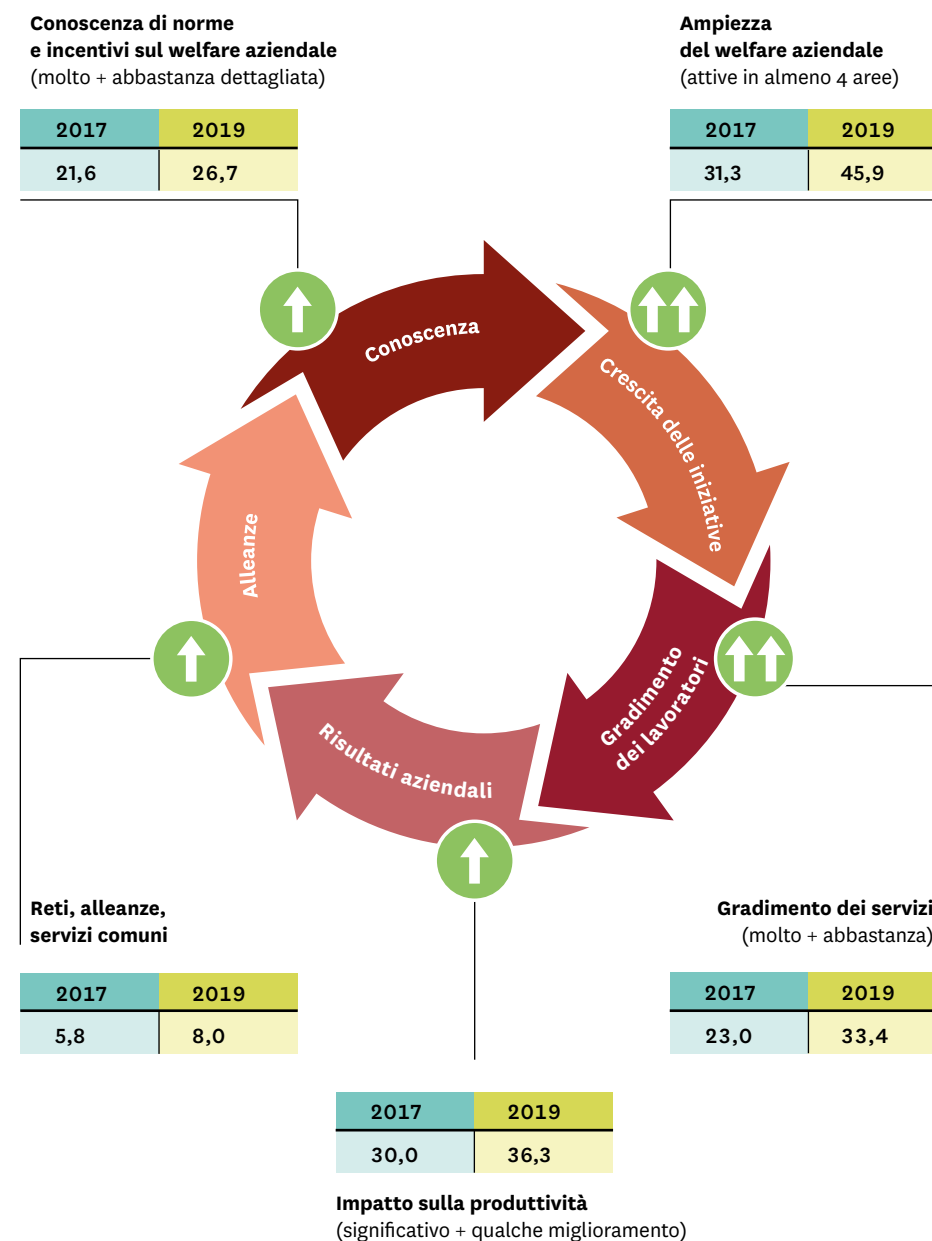 Conoscenza di norme
e incentivi sul welfare aziendale
(molto + abbastanza dettagliata)
2017 2019
21,6 26,7
Ampiezza
del welfare aziendale
(attive in almeno 4 aree)
2017 2019
31,3 45,9
Conoscenza
Crescita delle iniziative
Gradimento
dei lavoratori
Risultati aziendali
Alleanze
Reti, alleanze,
servizi comuni
2017 2019
5,8 8,0
Gradimento dei servizi
(molto + abbastanza)
2017 2019
23,0 33,4
2017 2019
30,0 36,3
Impatto sulla produttività
(significativo + qualche miglioramento)